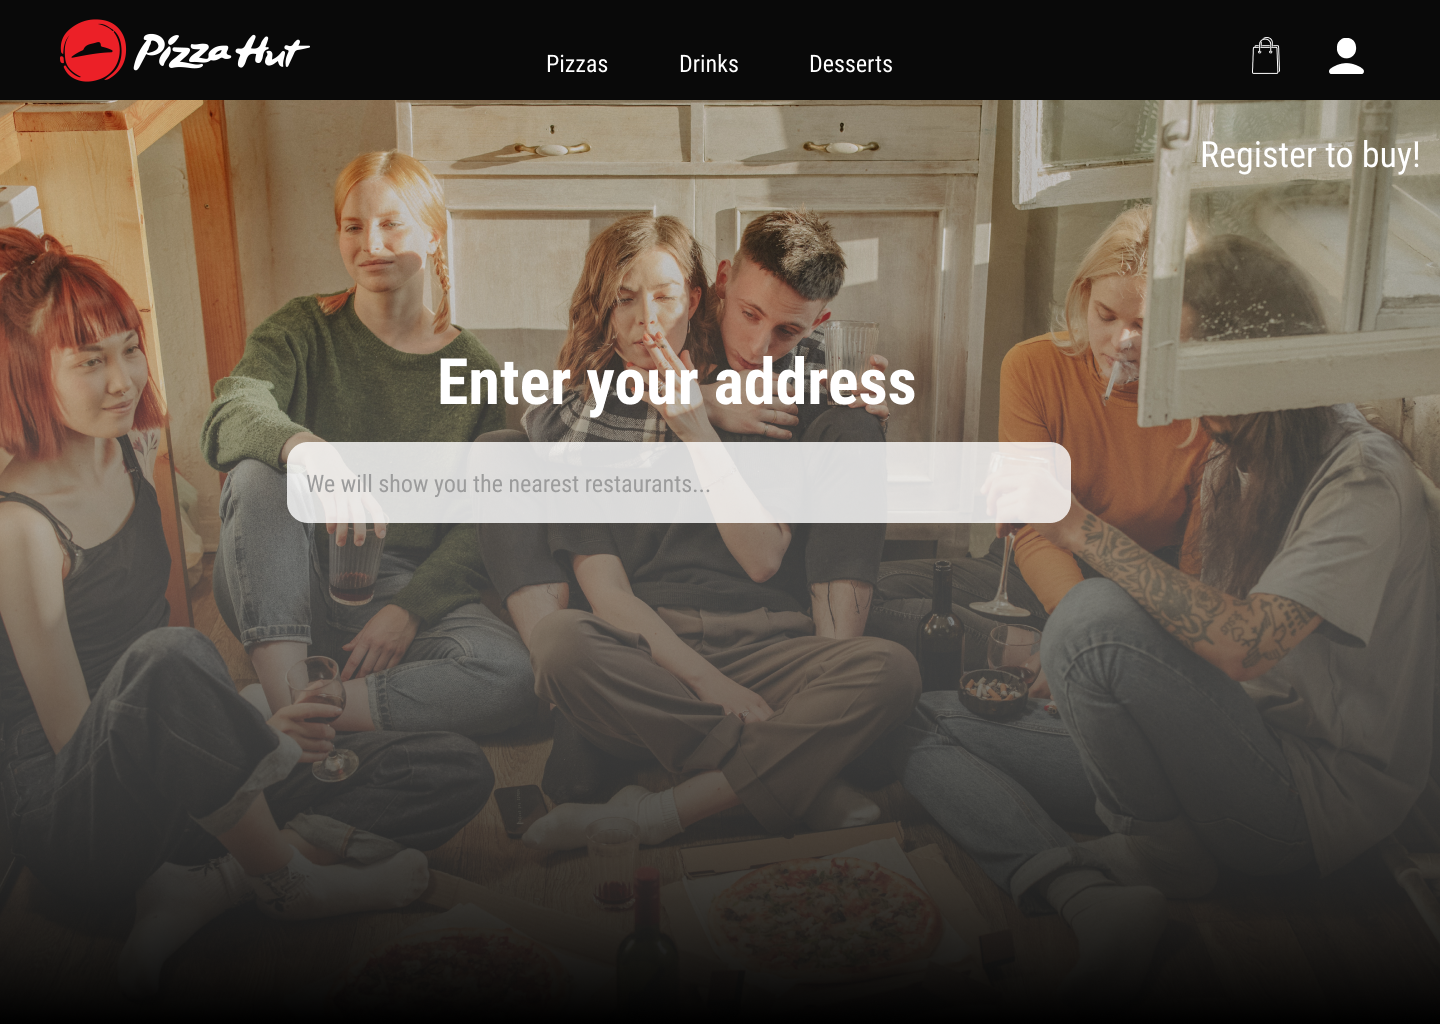 Pizza Hut
Pizzas
Drinks
Desserts
Register to buy!
Enter your address
We will show you the nearest restaurants...